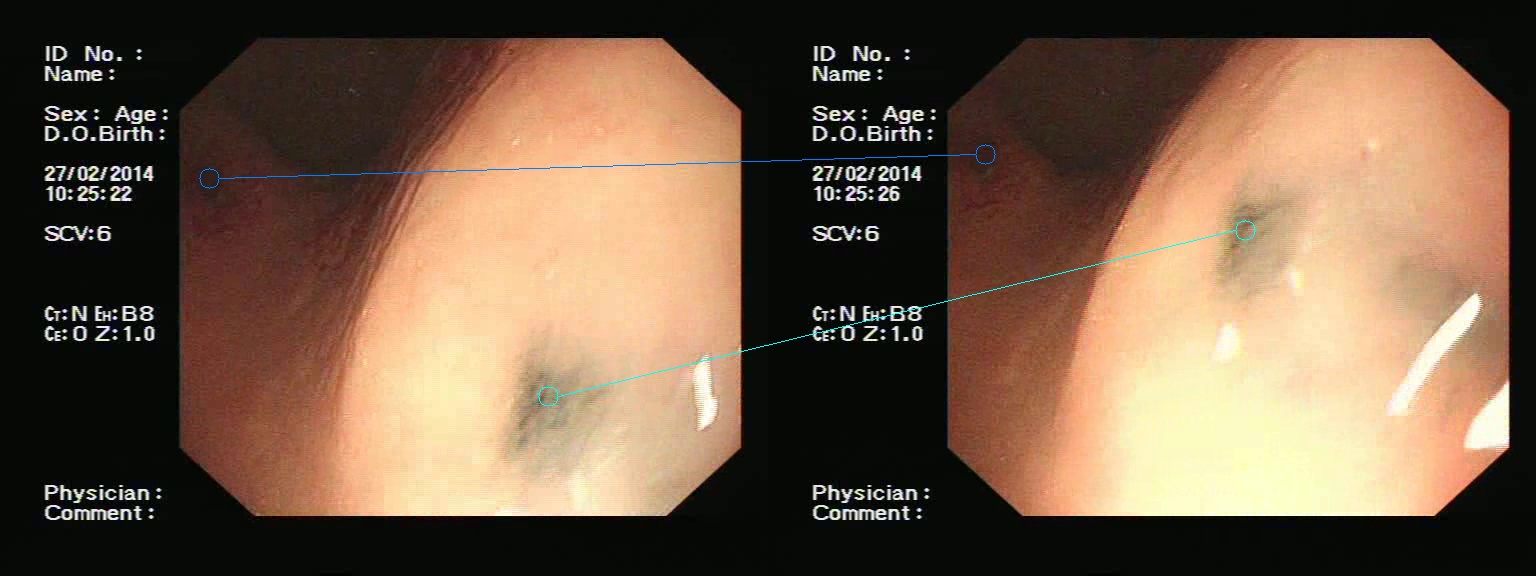 ID No. :
Name:
Sex: Age:
D.O.Birth:
27/02/2014
10:25:22
SCV:6
CT:N EH:B8
CE:0 Z:1.0
Physician:
Comment:
ID No. :
Name:
Sex: Age:
D.O.Birth:
27/02/2014
10:25:26
SCV:6
CT:N EH:B8
CE:0 Z:1.0
Physician:
Comment: